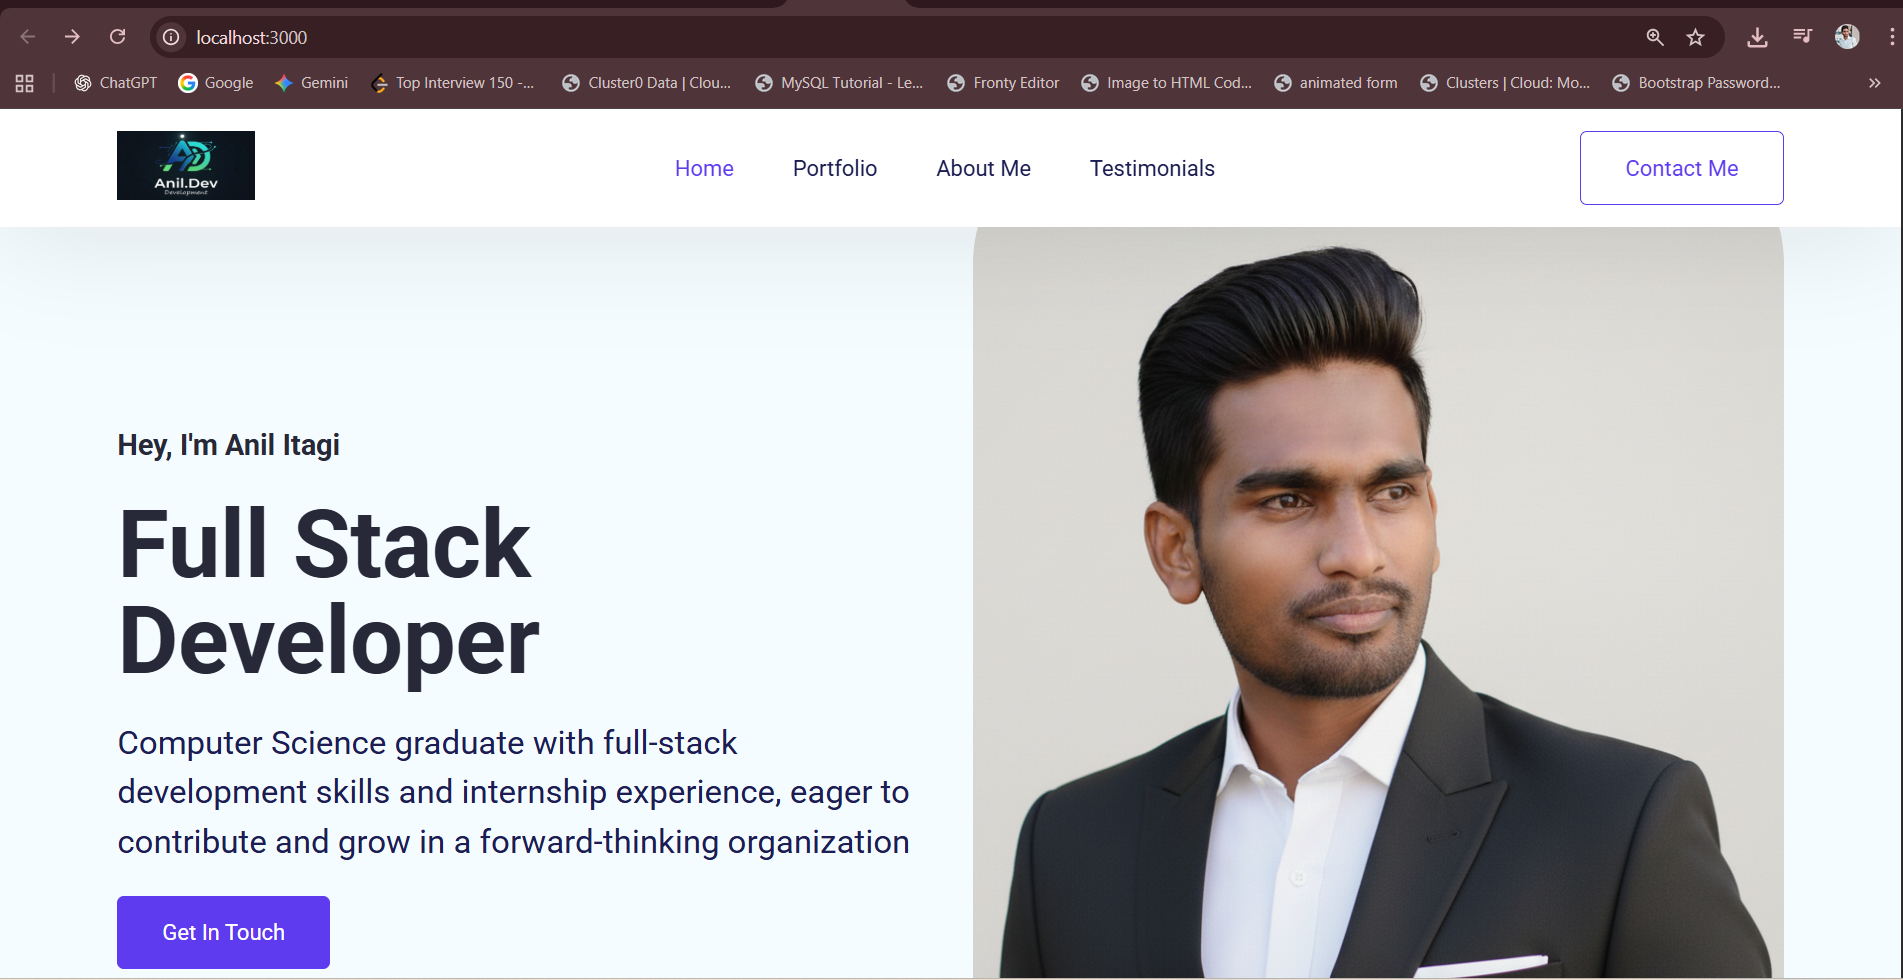 localhost:3000
ChatGPT
Google
Gemini
Top Interview 150 -...
Cluster0 Data | Clou...
MySQL Tutorial - Le...
Fronty Editor
Image to HTML Cod...
animated form
Clusters | Cloud: Mo...
Bootstrap Password...
AD
Anil.Dev
Development
Home
Portfolio
About Me
Testimonials
Contact Me
Hey, I'm Anil Itagi
Full Stack
Developer
Computer Science graduate with full-stack
development skills and internship experience, eager to
contribute and grow in a forward-thinking organization
Get In Touch